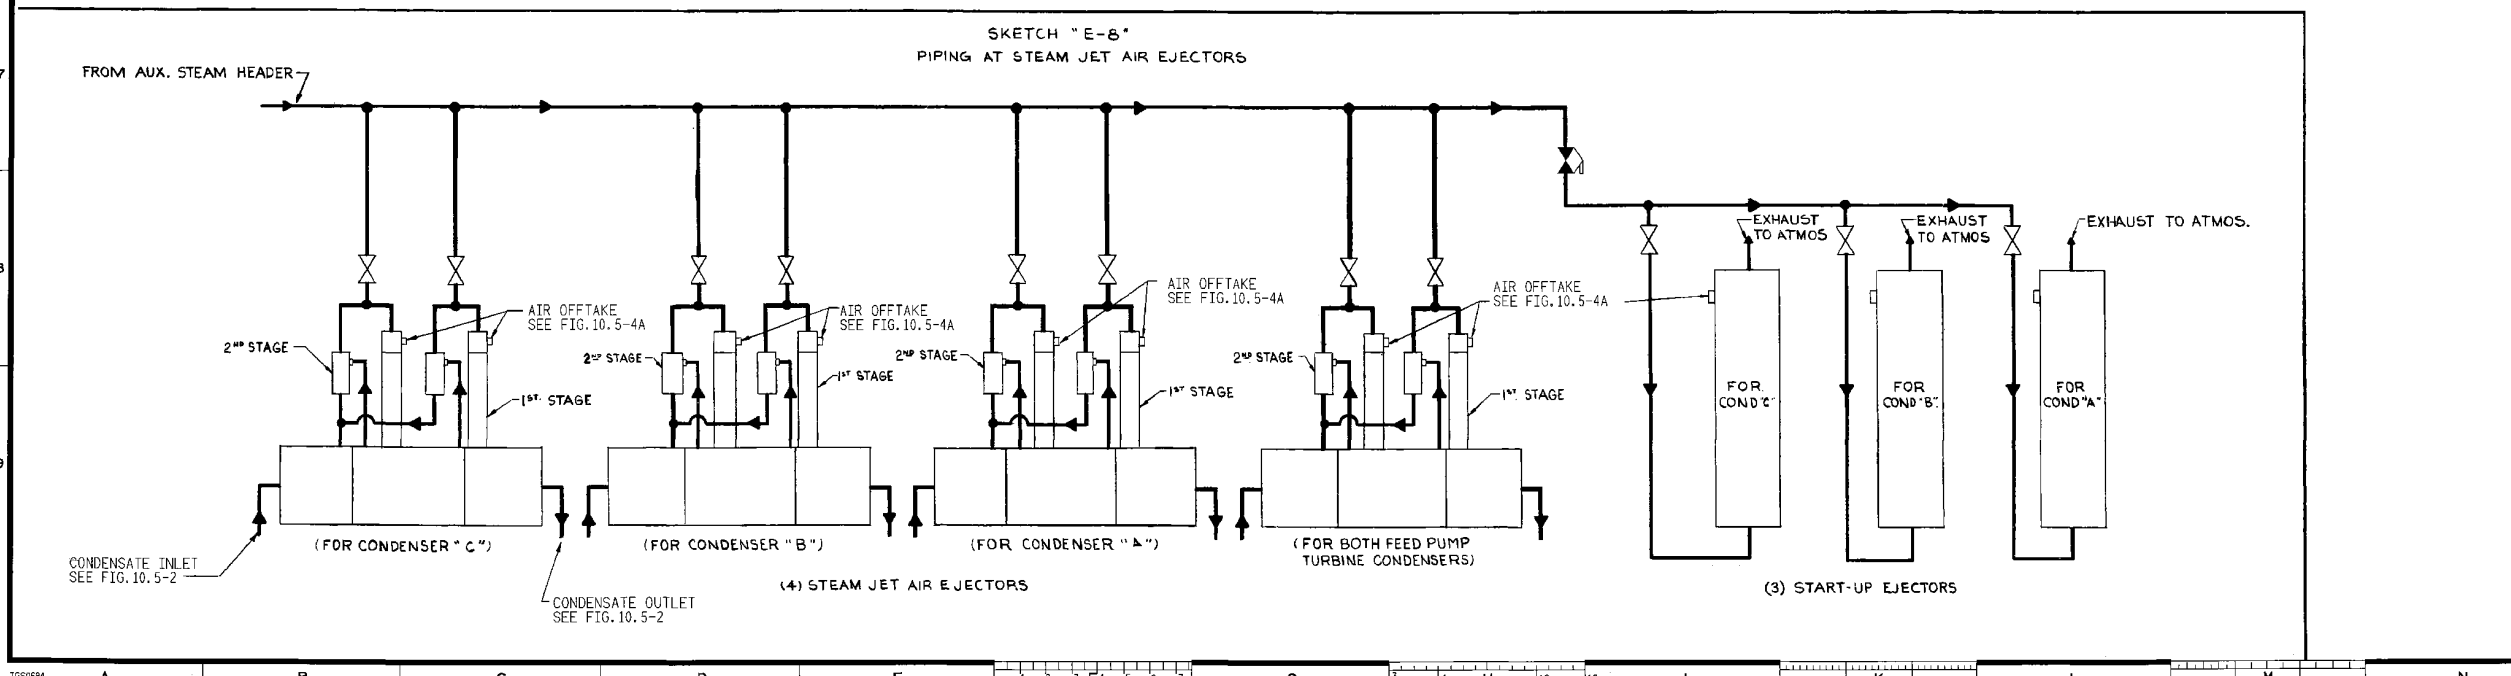 SKETCH "E-8"
PIPING AT STEAM JET AIR EJECTORS
FROM AUX. STEAM HEADER
7
8
9
AIR OFFTAKE
SEE FIG.10.5-4A
2ND STAGE
1ST. STAGE
AIR OFFTAKE
SEE FIG.10.5-4A
2ND STAGE
1ST STAGE
AIR OFFTAKE
SEE FIG.10.5-4A
2ND STAGE
1ST STAGE
AIR OFFTAKE
SEE FIG.10.5-4A
2ND STAGE
1ST. STAGE
EXHAUST
TO ATMOS
EXHAUST
TO ATMOS
EXHAUST TO ATMOS.
FOR
COND"C"
FOR
COND"B"
FOR
COND"A"
(FOR CONDENSER "C")
(FOR CONDENSER "B")
(FOR CONDENSER "A")
(FOR BOTH FEED PUMP
TURBINE CONDENSERS)
CONDENSATE INLET
SEE FIG.10.5-2
CONDENSATE OUTLET
SEE FIG.10.5-2
(4) STEAM JET AIR EJECTORS
(3) START-UP EJECTORS